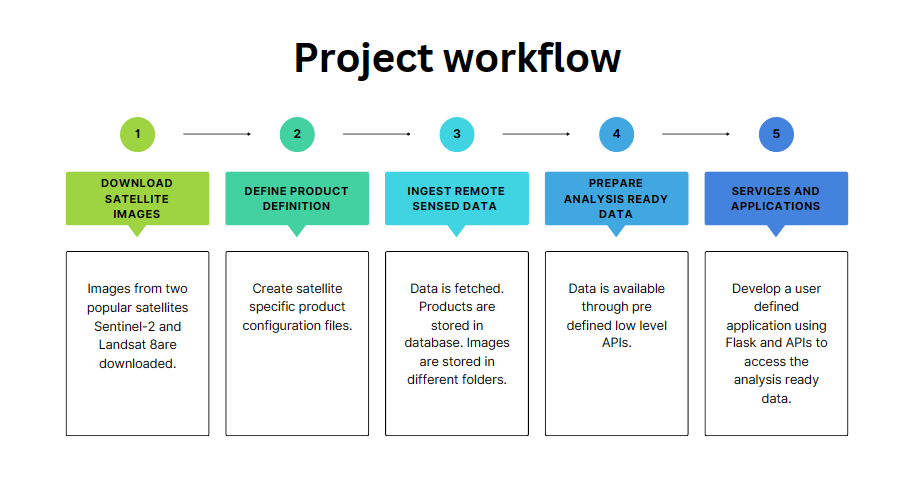 Project workflow
1
2
3
4
5
DOWNLOAD
SATELLITE
IMAGES
DEFINE PRODUCT
DEFINITION
INGEST REMOTE
SENSED DATA
PREPARE
ANALYSIS READY
DATA
SERVICES AND
APPLICATIONS
Images from two
popular satellites
Sentinel-2 and
Landsat 8are
downloaded.
Create satellite
specific product
configuration files.
Data is fetched.
Products are
stored in
database. Images
are stored in
different folders.
Data is available
through pre
defined low level
APIs.
Develop a user
defined
application using
Flask and APIs to
access the
analysis ready
data.